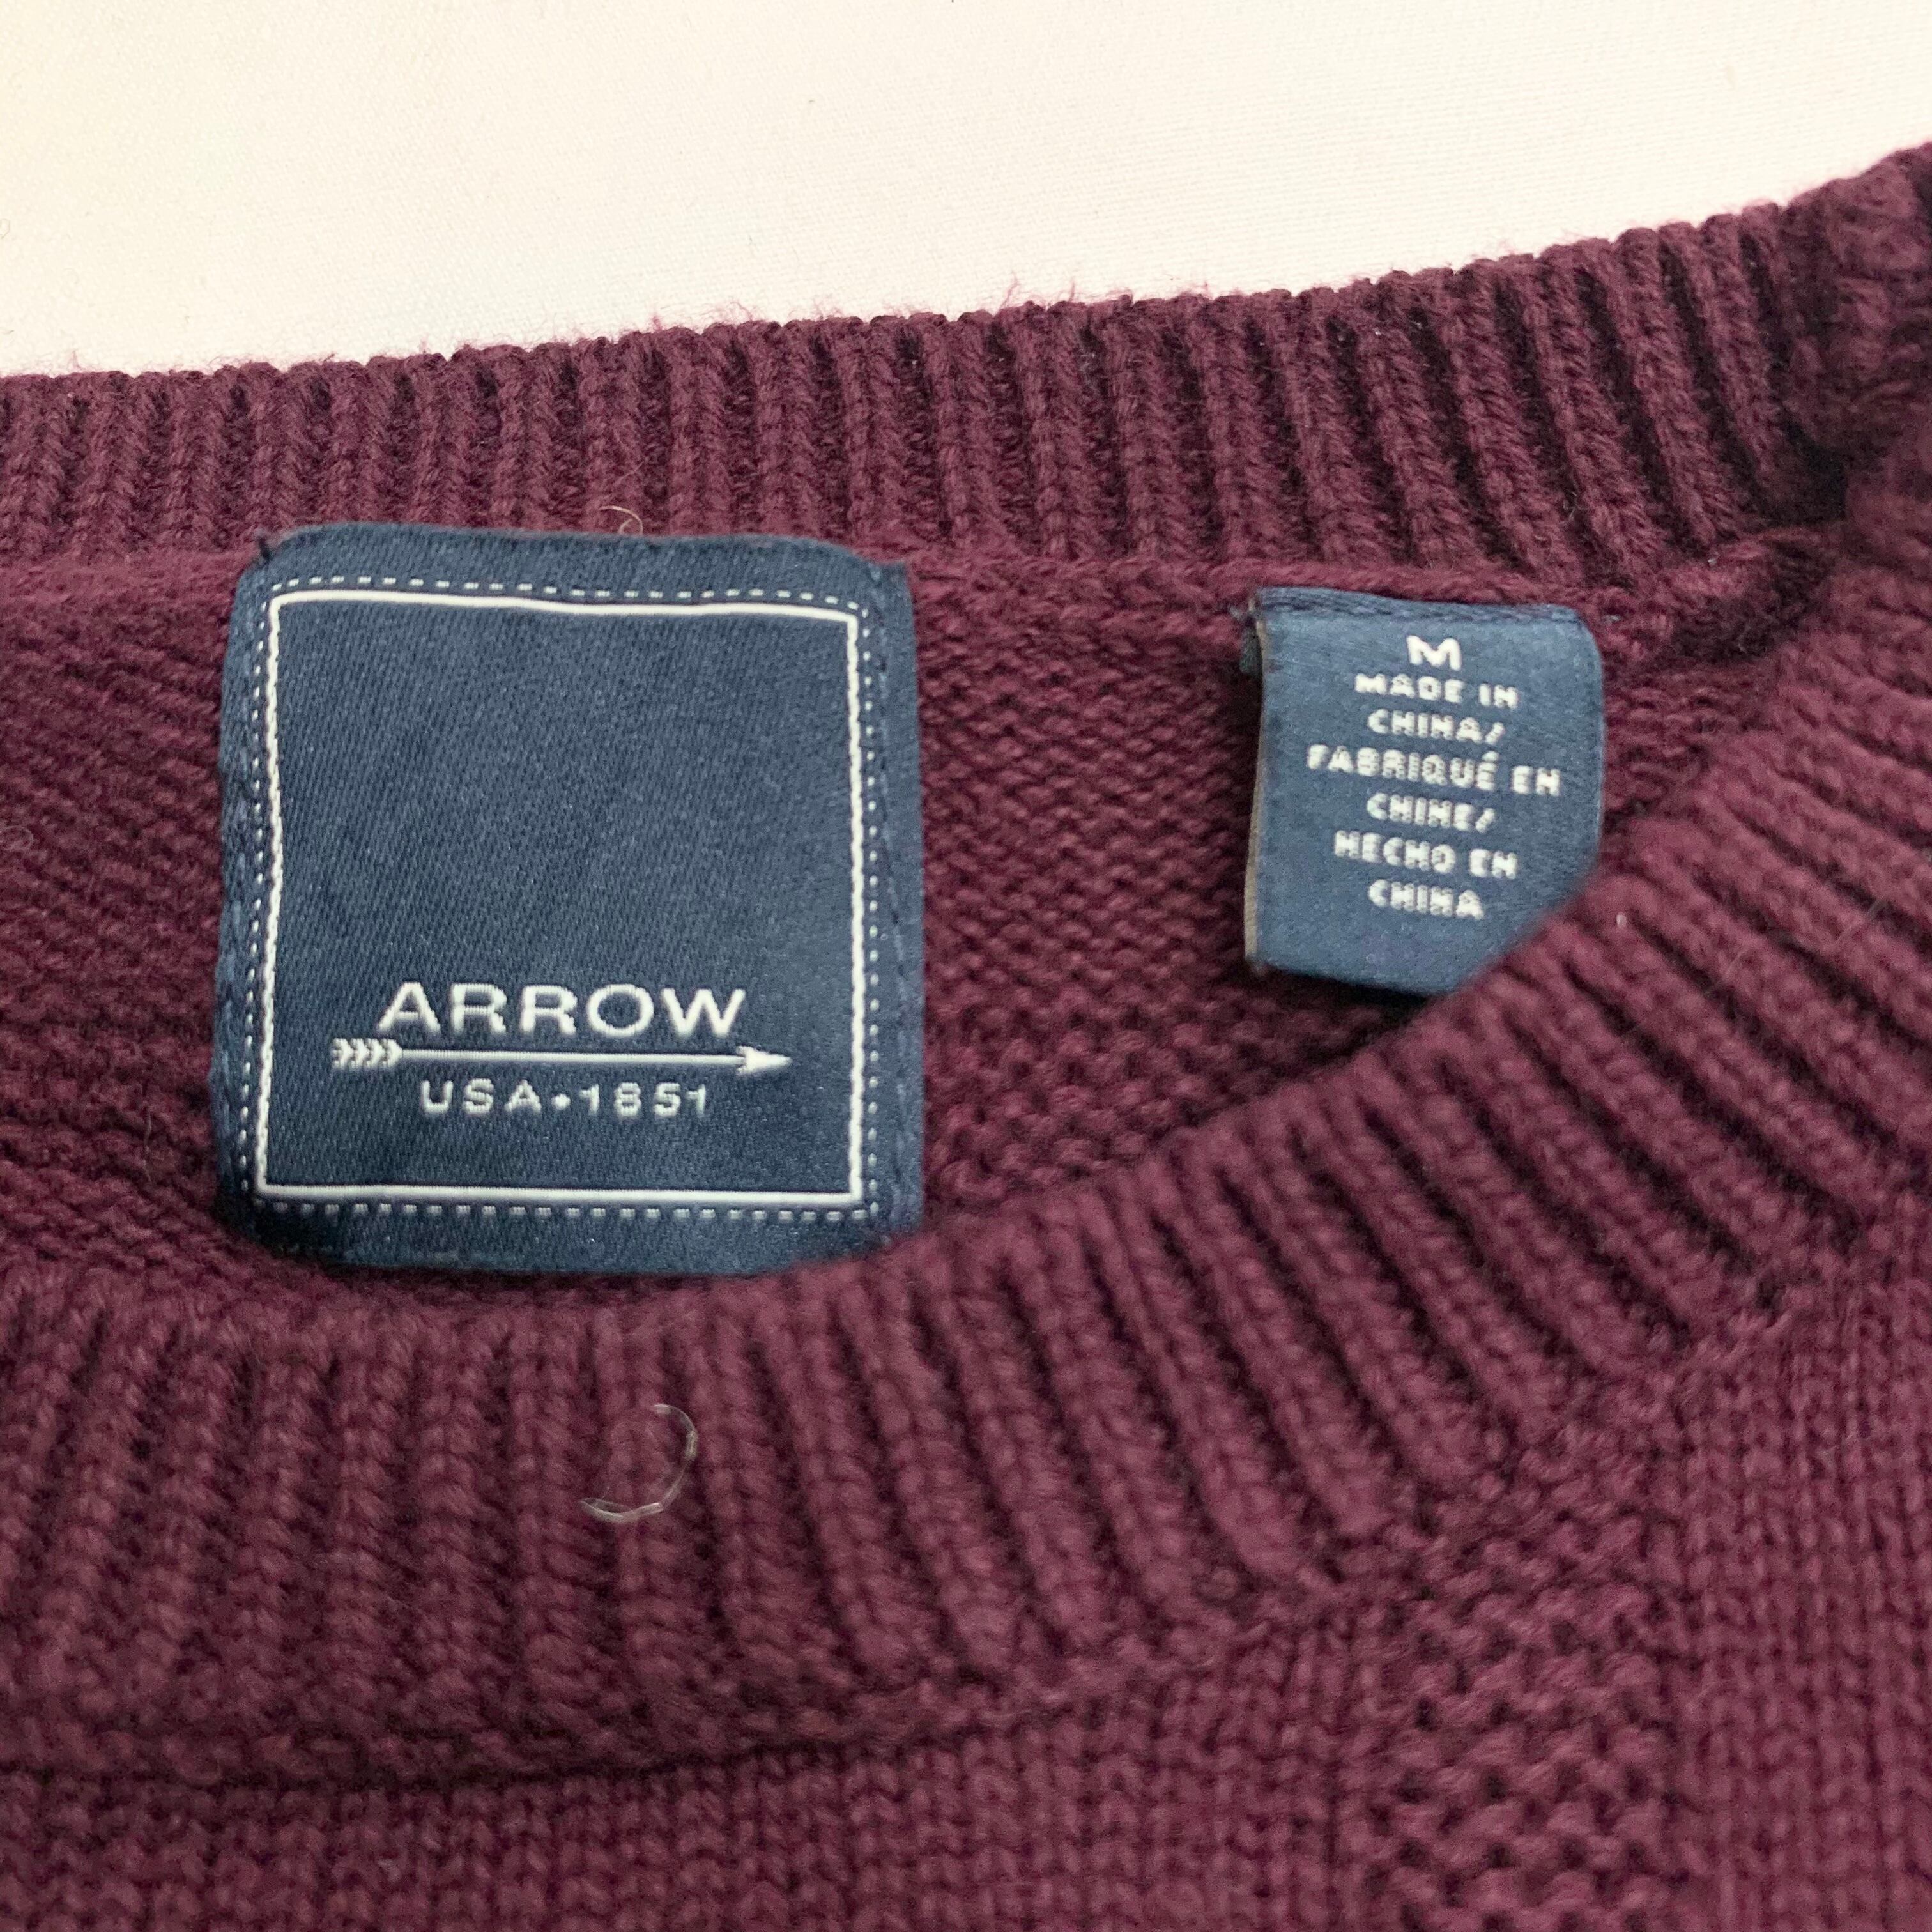 ARROW
USA•1851
M
MADE IN
CHINA/
FABRIQUÉ EN
CHINE/
HECHO EN
CHINA